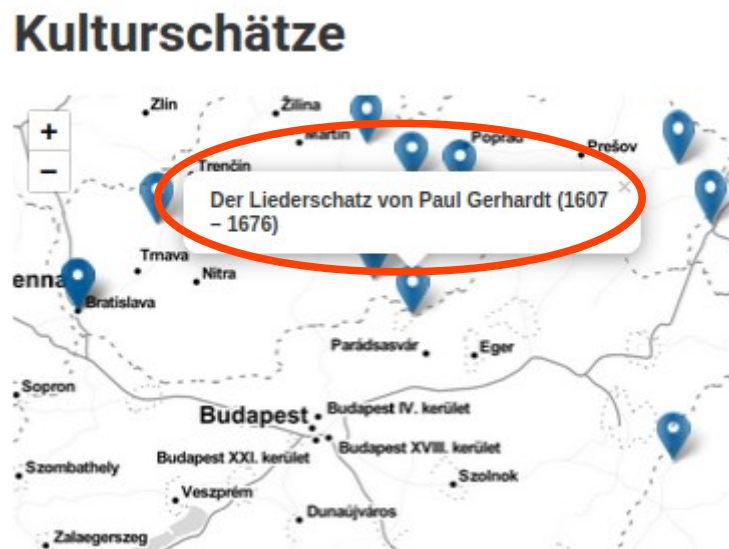 Kulturschätze
+
−
Zlín
Žilina
Martin
Poprad
Prešov
Trenčín
Der Liederschatz von Paul Gerhardt (1607
– 1676)
×
Trnava
Nitra
enna
Bratislava
Parádsasvár
Eger
Sopron
Budapest
Budapest IV. kerület
Budapest XVIII. kerület
Budapest XXI. kerület
Szombathely
Szolnok
Veszprém
Dunaújváros
Zalaegerszeg